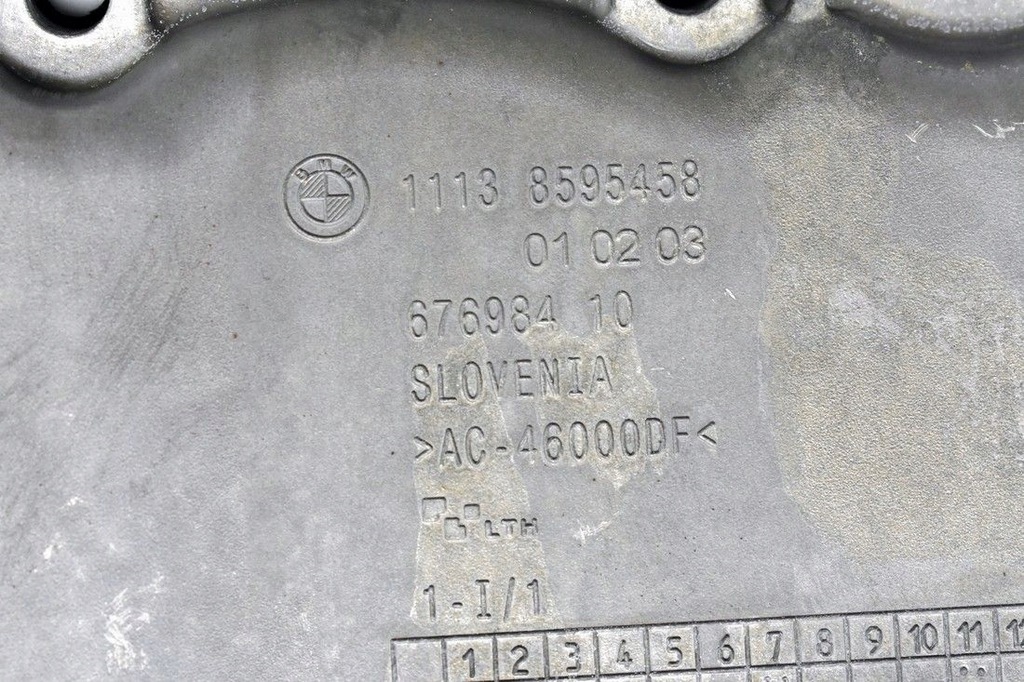 BMW 1113 8595458
01 02 03
676984 10
SLOVENIA
>AC-46000DF<
LTH
1-I/1
1 2 3 4 5 6 7 8 9 10 11